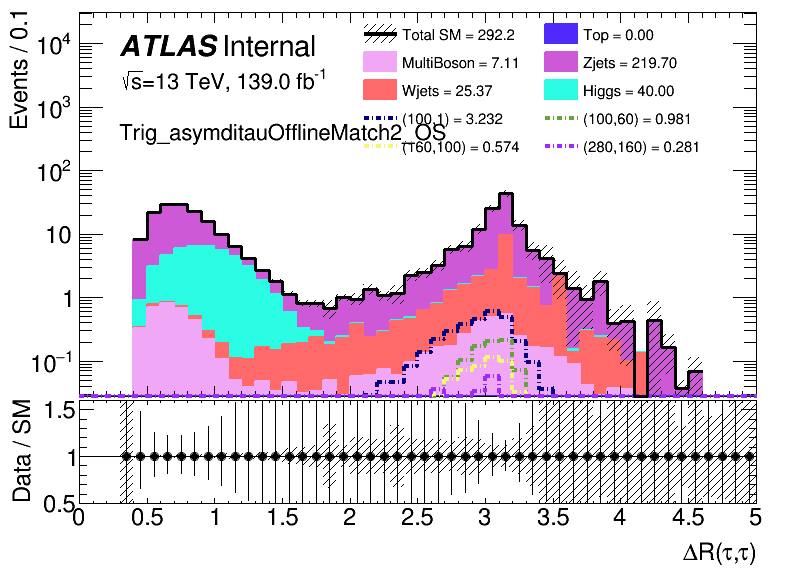 Events / 0.1
10⁴
10³
10²
10
1
10⁻¹
ATLAS Internal
√s=13 TeV, 139.0 fb⁻¹
Trig_asymditauOfflineMatch2_OS
Total SM = 292.2
Top = 0.00
MultiBoson = 7.11
Zjets = 219.70
Wjets = 25.37
Higgs = 40.00
(100,1) = 3.232
(100,60) = 0.981
(160,100) = 0.574
(280,160) = 0.281
Data / SM
1.5
1
0.5
0 0.5 1 1.5 2 2.5 3 3.5 4 4.5 5
ΔR(τ,τ)